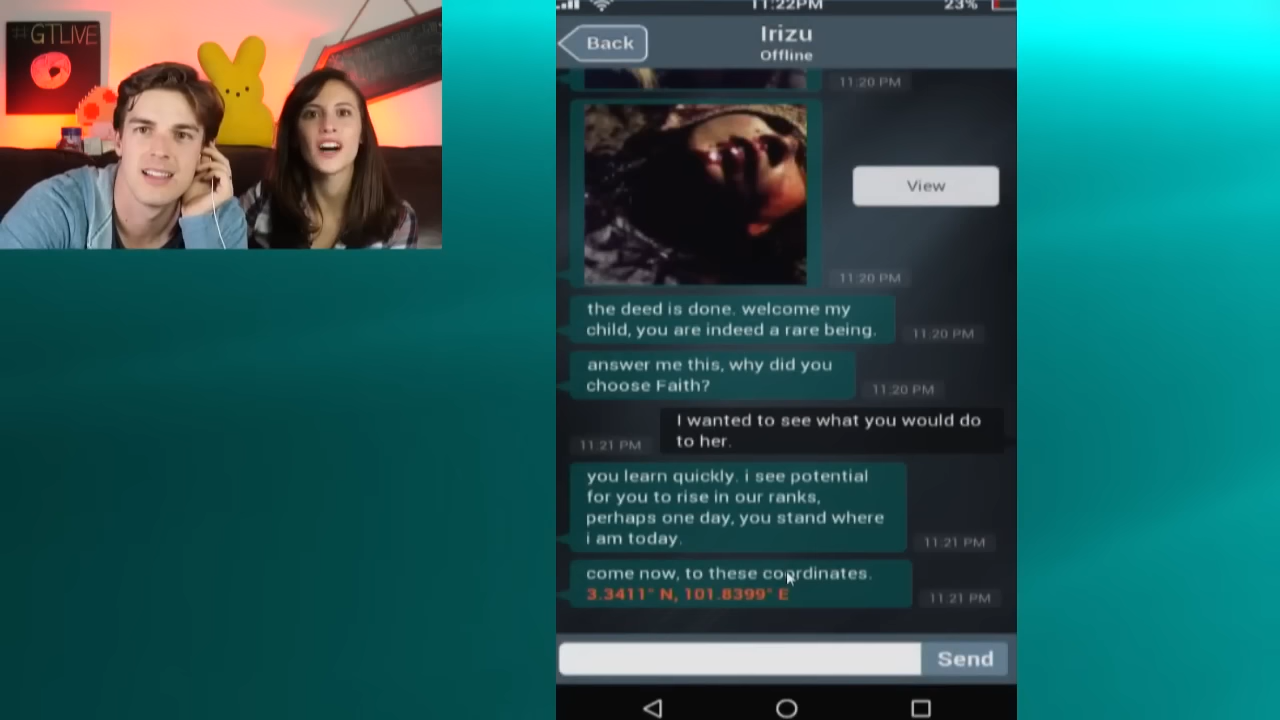 #GTLIVE
11:22PM
23%
Back
Irizu
Offline
11:20 PM
View
11:20 PM
the deed is done. welcome my
child, you are indeed a rare being.
11:20 PM
answer me this, why did you
choose Faith?
11:20 PM
I wanted to see what you would do
to her.
11:21 PM
you learn quickly. i see potential
for you to rise in our ranks,
perhaps one day, you stand where
i am today.
11:21 PM
come now, to these coordinates.
3.3411° N, 101.8399° E
11:21 PM
Send